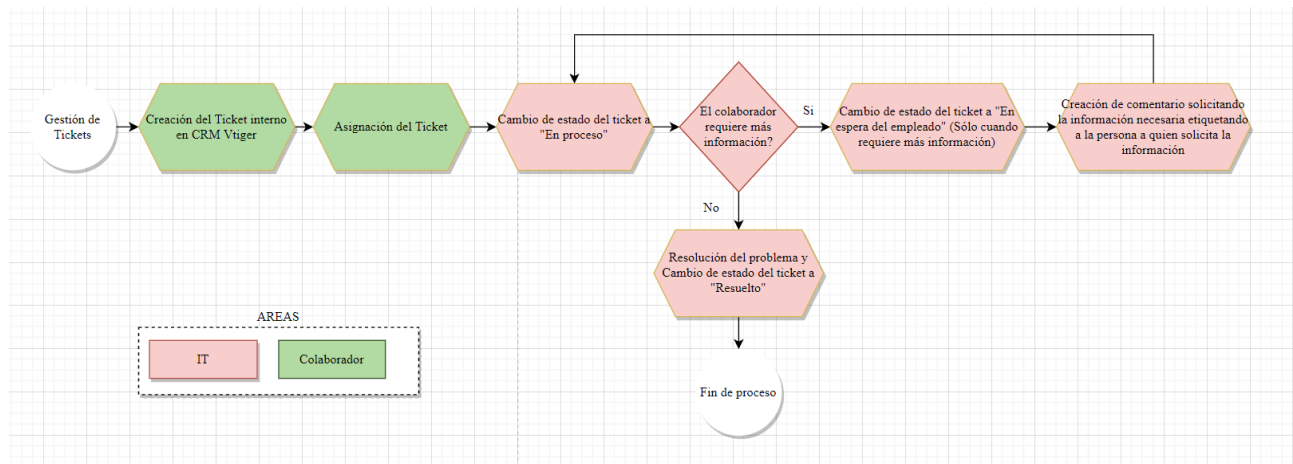 Gestión de
Tickets
Creación del Ticket interno
en CRM Vtiger
Asignación del Ticket
Cambio de estado del ticket a
"En proceso"
El colaborador
requiere más
información?
Si
Cambio de estado del ticket a "En
espera del empleado" (Sólo cuando
requiere más información)
Creación de comentario solicitando
la información necesaria etiquetando
a la persona a quien solicita la
información
No
Resolución del problema y
Cambio de estado del ticket a
"Resuelto"
Fin de proceso
AREAS
IT
Colaborador